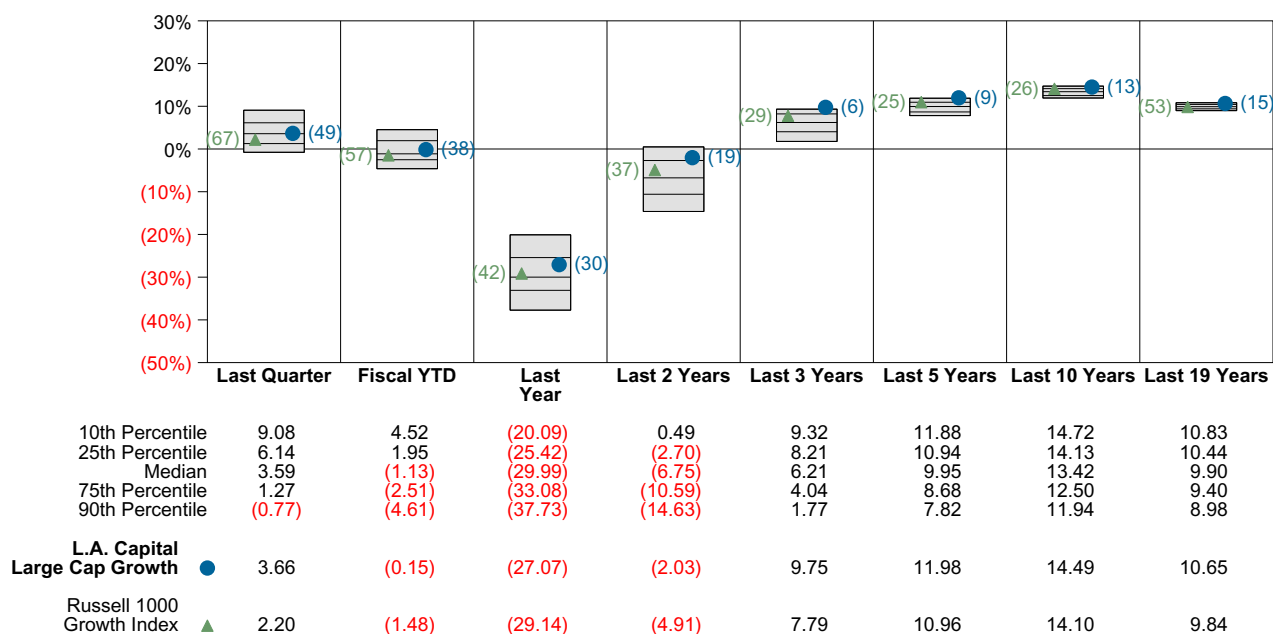 30%
20%
10%
0%
(10%)
(20%)
(30%)
(40%)
(50%)
(67) (49) (57) (38) (42) (30) (37) (19) (29) (6) (25) (9) (26) (13) (53) (15)
Last Quarter Fiscal YTD Last Year Last 2 Years Last 3 Years Last 5 Years Last 10 Years Last 19 Years
10th Percentile 9.08 4.52 (20.09) 0.49 9.32 11.88 14.72 10.83
25th Percentile 6.14 1.95 (25.42) (2.70) 8.21 10.94 14.13 10.44
Median 3.59 (1.13) (29.99) (6.75) 6.21 9.95 13.42 9.90
75th Percentile 1.27 (2.51) (33.08) (10.59) 4.04 8.68 12.50 9.40
90th Percentile (0.77) (4.61) (37.73) (14.63) 1.77 7.82 11.94 8.98
L.A. Capital
Large Cap Growth 3.66 (0.15) (27.07) (2.03) 9.75 11.98 14.49 10.65
Russell 1000
Growth Index 2.20 (1.48) (29.14) (4.91) 7.79 10.96 14.10 9.84